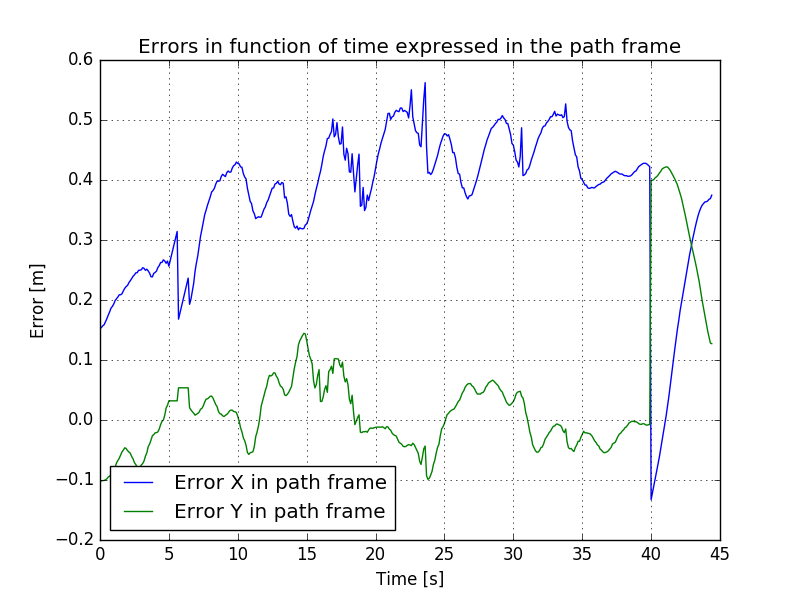 Errors in function of time expressed in the path frame
0.6
0.5
0.4
0.3
0.2
0.1
0.0
−0.1
−0.2
Error [m]
Error X in path frame
Error Y in path frame
0 5 10 15 20 25 30 35 40 45
Time [s]